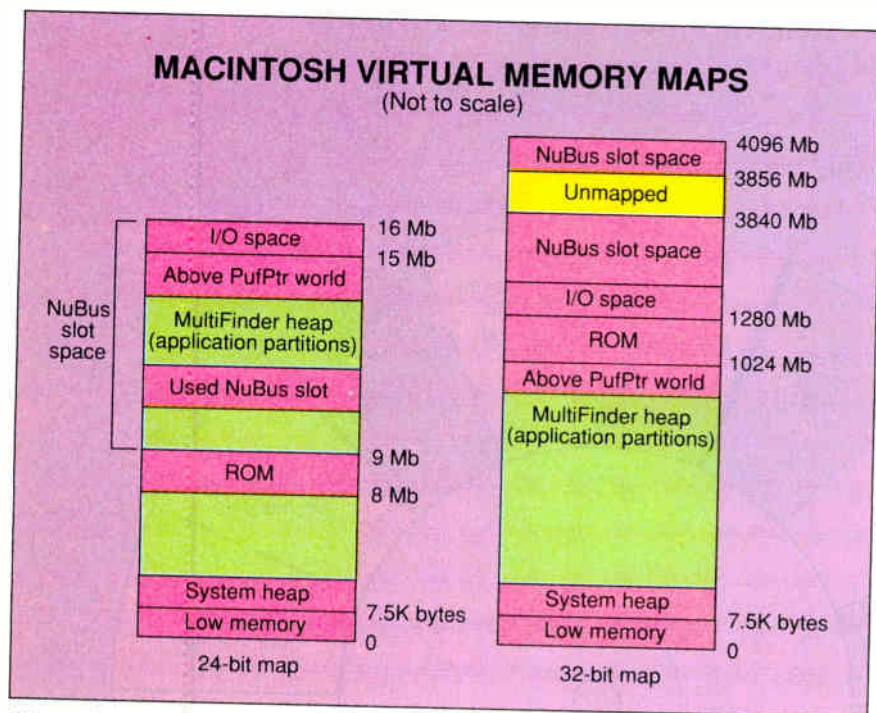 MACINTOSH VIRTUAL MEMORY MAPS
(Not to scale)
NuBus
slot
space
I/O space
Above PufPtr world
MultiFinder heap
(application partitions)
Used NuBus slot
ROM
System heap
Low memory
16 Mb
15 Mb
9 Mb
8 Mb
7.5K bytes
0
24-bit map
NuBus slot space
Unmapped
NuBus slot space
I/O space
ROM
Above PufPtr world
MultiFinder heap
(application partitions)
System heap
Low memory
4096 Mb
3856 Mb
3840 Mb
1280 Mb
1024 Mb
7.5K bytes
0
32-bit map